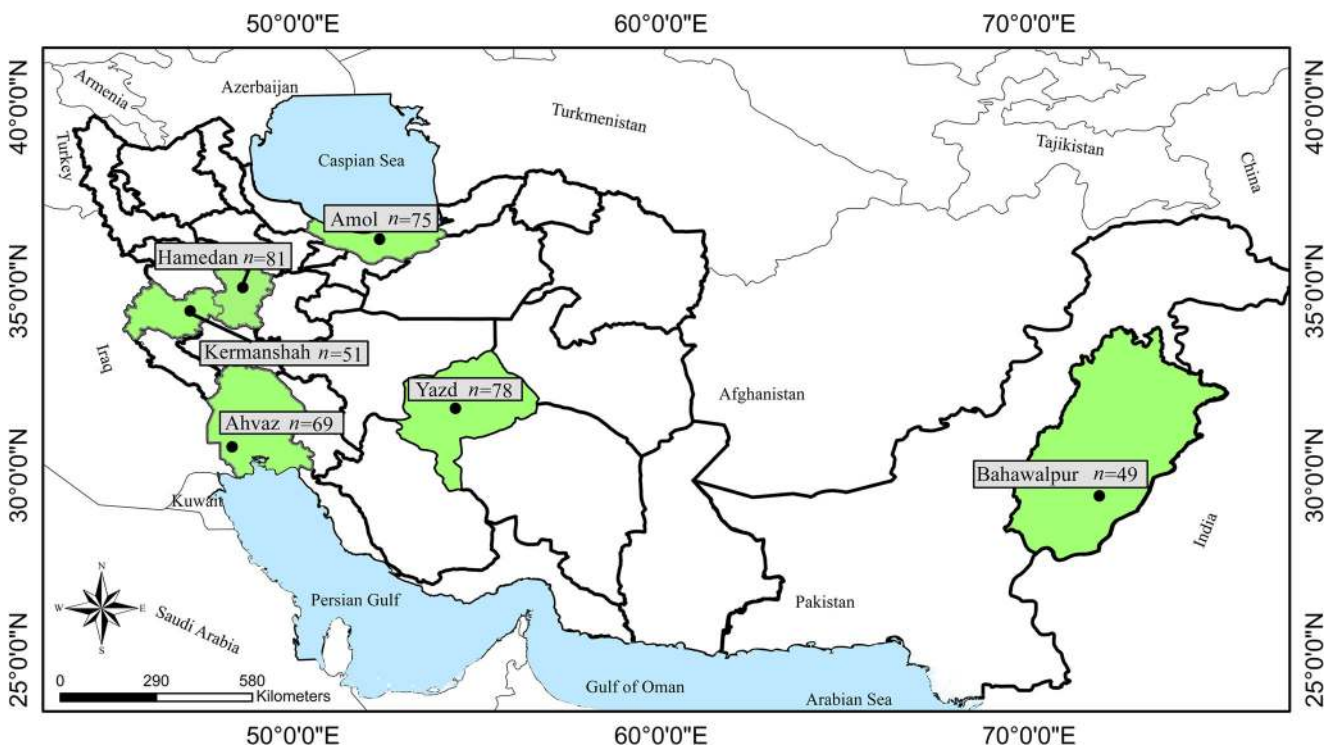 50°0'0"E 60°0'0"E 70°0'0"E
40°0'0"N
35°0'0"N
30°0'0"N
25°0'0"N
Armenia
Azerbaijan
Turkey
Turkmenistan
Tajikistan
China
Caspian Sea
Amol n=75
Hamedan n=81
Kermanshah n=51
Iraq
Yazd n=78
Afghanistan
Ahvaz n=69
Bahawalpur n=49
Kuwait
India
Persian Gulf
Pakistan
Saudi Arabia
Gulf of Oman
Arabian Sea
N
W E
S
0 290 580
Kilometers
40°0'0"N
35°0'0"N
30°0'0"N
25°0'0"N
50°0'0"E 60°0'0"E 70°0'0"E